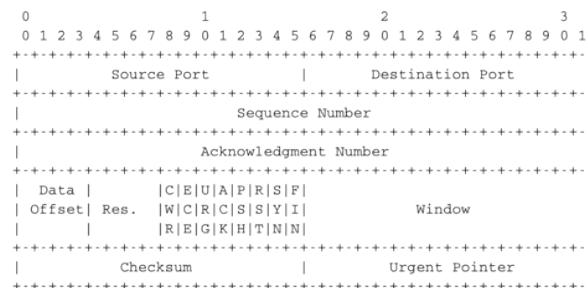 0                   1                   2                   3
0 1 2 3 4 5 6 7 8 9 0 1 2 3 4 5 6 7 8 9 0 1 2 3 4 5 6 7 8 9 0 1
+-+-+-+-+-+-+-+-+-+-+-+-+-+-+-+-+-+-+-+-+-+-+-+-+-+-+-+-+-+-+-+-
|          Source Port          |       Destination Port
+-+-+-+-+-+-+-+-+-+-+-+-+-+-+-+-+-+-+-+-+-+-+-+-+-+-+-+-+-+-+-+-
|                        Sequence Number
+-+-+-+-+-+-+-+-+-+-+-+-+-+-+-+-+-+-+-+-+-+-+-+-+-+-+-+-+-+-+-+-
|                    Acknowledgment Number
+-+-+-+-+-+-+-+-+-+-+-+-+-+-+-+-+-+-+-+-+-+-+-+-+-+-+-+-+-+-+-+-
|  Data |       |C|E|U|A|P|R|S|F|
| Offset| Res.  |W|C|R|C|S|S|Y|I|            Window
|       |       |R|E|G|K|H|T|N|N|
+-+-+-+-+-+-+-+-+-+-+-+-+-+-+-+-+-+-+-+-+-+-+-+-+-+-+-+-+-+-+-+-
|           Checksum            |         Urgent Pointer
+-+-+-+-+-+-+-+-+-+-+-+-+-+-+-+-+-+-+-+-+-+-+-+-+-+-+-+-+-+-+-+-